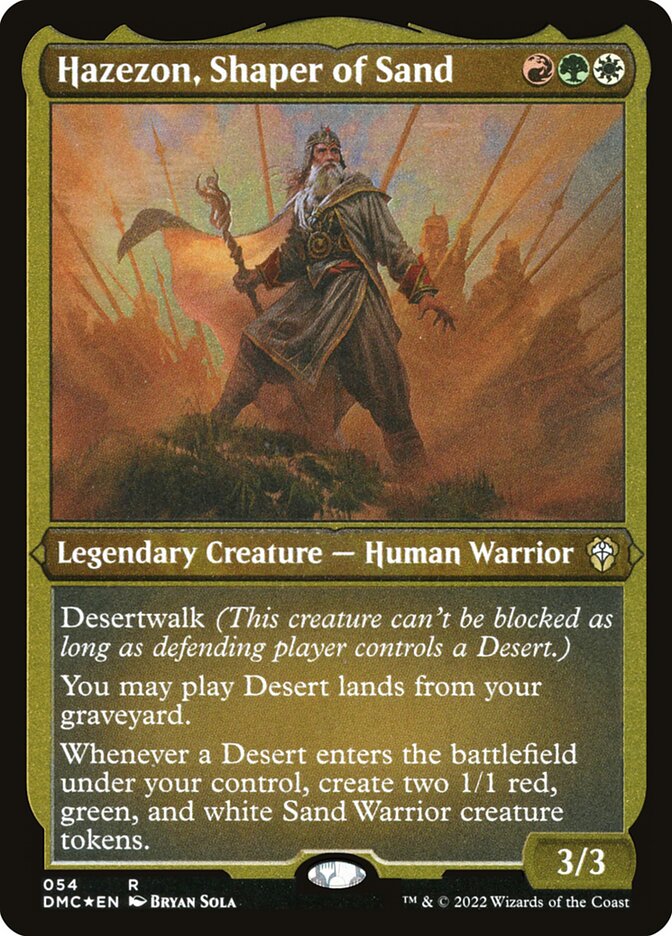 Hazezon, Shaper of Sand
Legendary Creature — Human Warrior
Desertwalk (This creature can't be blocked as
long as defending player controls a Desert.)
You may play Desert lands from your
graveyard.
Whenever a Desert enters the battlefield
under your control, create two 1/1 red,
green, and white Sand Warrior creature
tokens.
3/3
054 R
DMC★EN Bryan Sola
™ & © 2022 Wizards of the Coast